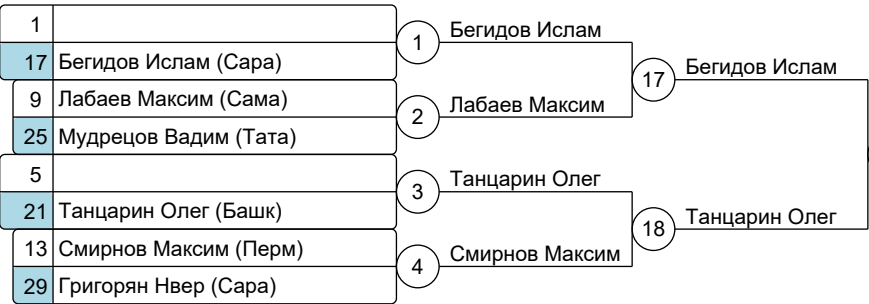 1
17 Бегидов Ислам (Сара)
9 Лабаев Максим (Сама)
25 Мудрецов Вадим (Тата)
5
21 Танцарин Олег (Башк)
13 Смирнов Максим (Перм)
29 Григорян Нвер (Сара)
1 Бегидов Ислам
2 Лабаев Максим
3 Танцарин Олег
4 Смирнов Максим
17 Бегидов Ислам
18 Танцарин Олег